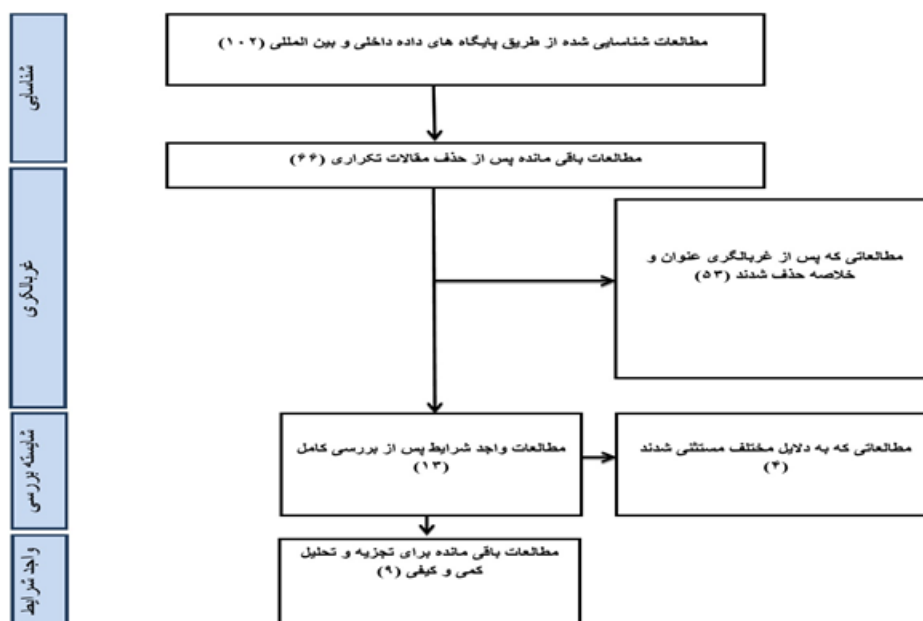 شناسایی
مطالعات شناسایی شده از طریق پایگاه های داده داخلی و بین المللی (۱۰۲)
مطالعات باقی مانده پس از حذف مقالات تکراری (۶۶)
غربالگری
مطالعاتی که پس از غربالگری عنوان و
خلاصه حذف شدند (۵۳)
شایسته بررسی
مطالعات واجد شرایط پس از بررسی کامل
(۱۳)
مطالعاتی که به دلایل مختلف مستثنی شدند
(۴)
واجد شرایط
مطالعات باقی مانده برای تجزیه و تحلیل
کمی و کیفی (۹)